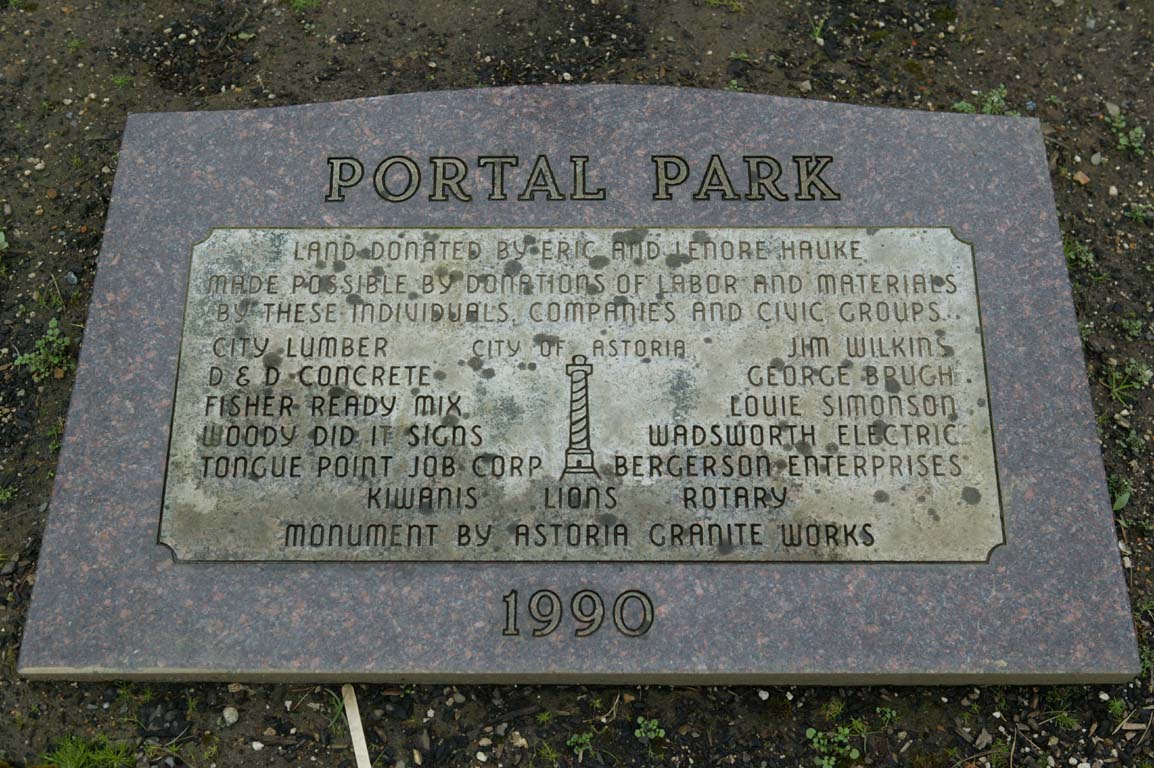 PORTAL PARK
LAND DONATED BY ERIC AND LENORE HAUKE
MADE POSSIBLE BY DONATIONS OF LABOR AND MATERIALS
BY THESE INDIVIDUALS, COMPANIES AND CIVIC GROUPS..
CITY LUMBER CITY OF ASTORIA JIM WILKINS
D & D CONCRETE GEORGE BRUGH
FISHER READY MIX LOUIE SIMONSON
WOODY DID IT SIGNS WADSWORTH ELECTRIC
TONGUE POINT JOB CORP BERGERSON ENTERPRISES
KIWANIS LIONS ROTARY
MONUMENT BY ASTORIA GRANITE WORKS
1990